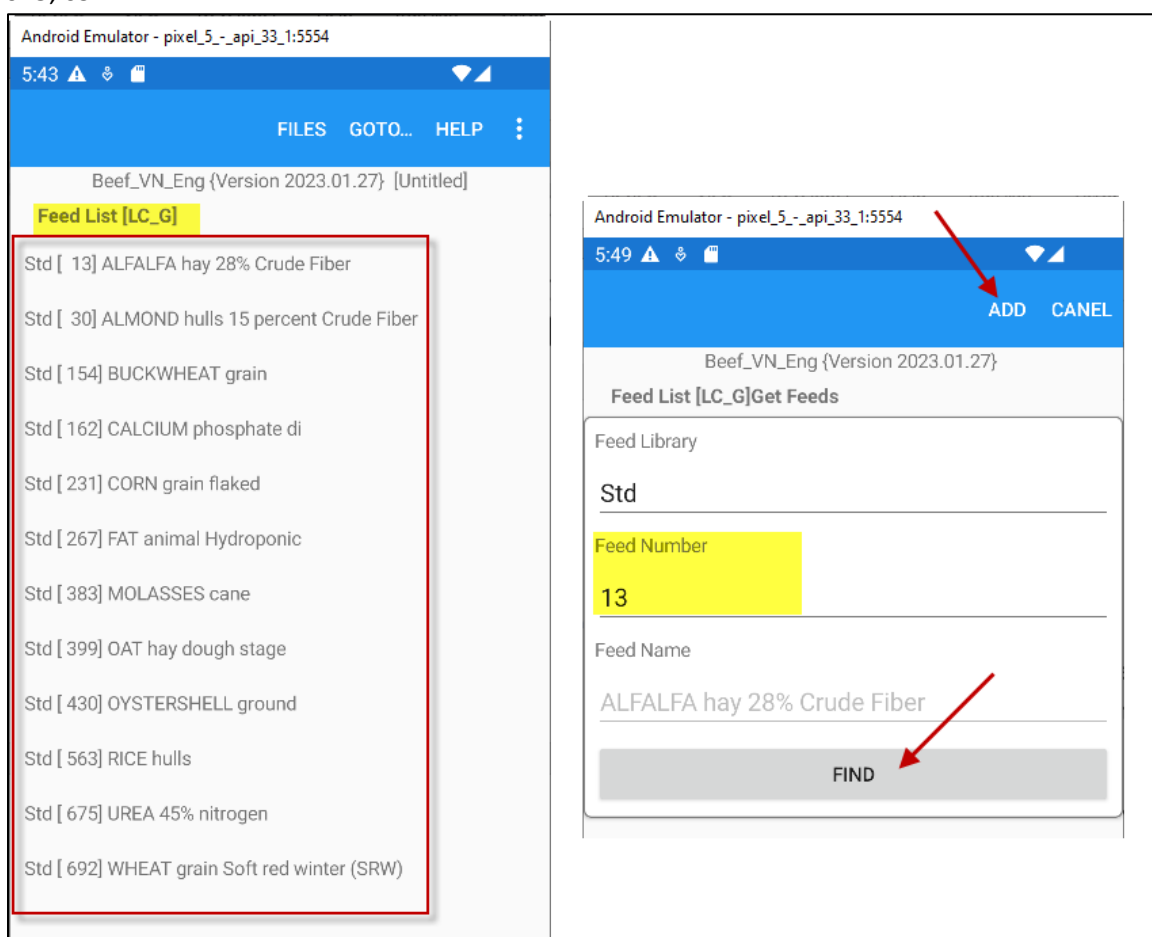 Android Emulator - pixel_5_-_api_33_1:5554
5:43
FILES GOTO... HELP
Beef_VN_Eng {Version 2023.01.27} [Untitled]
Feed List [LC_G]
Std [ 13] ALFALFA hay 28% Crude Fiber
Std [ 30] ALMOND hulls 15 percent Crude Fiber
Std [ 154] BUCKWHEAT grain
Std [ 162] CALCIUM phosphate di
Std [ 231] CORN grain flaked
Std [ 267] FAT animal Hydroponic
Std [ 383] MOLASSES cane
Std [ 399] OAT hay dough stage
Std [ 430] OYSTERSHELL ground
Std [ 563] RICE hulls
Std [ 675] UREA 45% nitrogen
Std [ 692] WHEAT grain Soft red winter (SRW)
Android Emulator - pixel_5_-_api_33_1:5554
5:49
ADD CANEL
Beef_VN_Eng {Version 2023.01.27}
Feed List [LC_G]Get Feeds
Feed Library
Std
Feed Number
13
Feed Name
ALFALFA hay 28% Crude Fiber
FIND